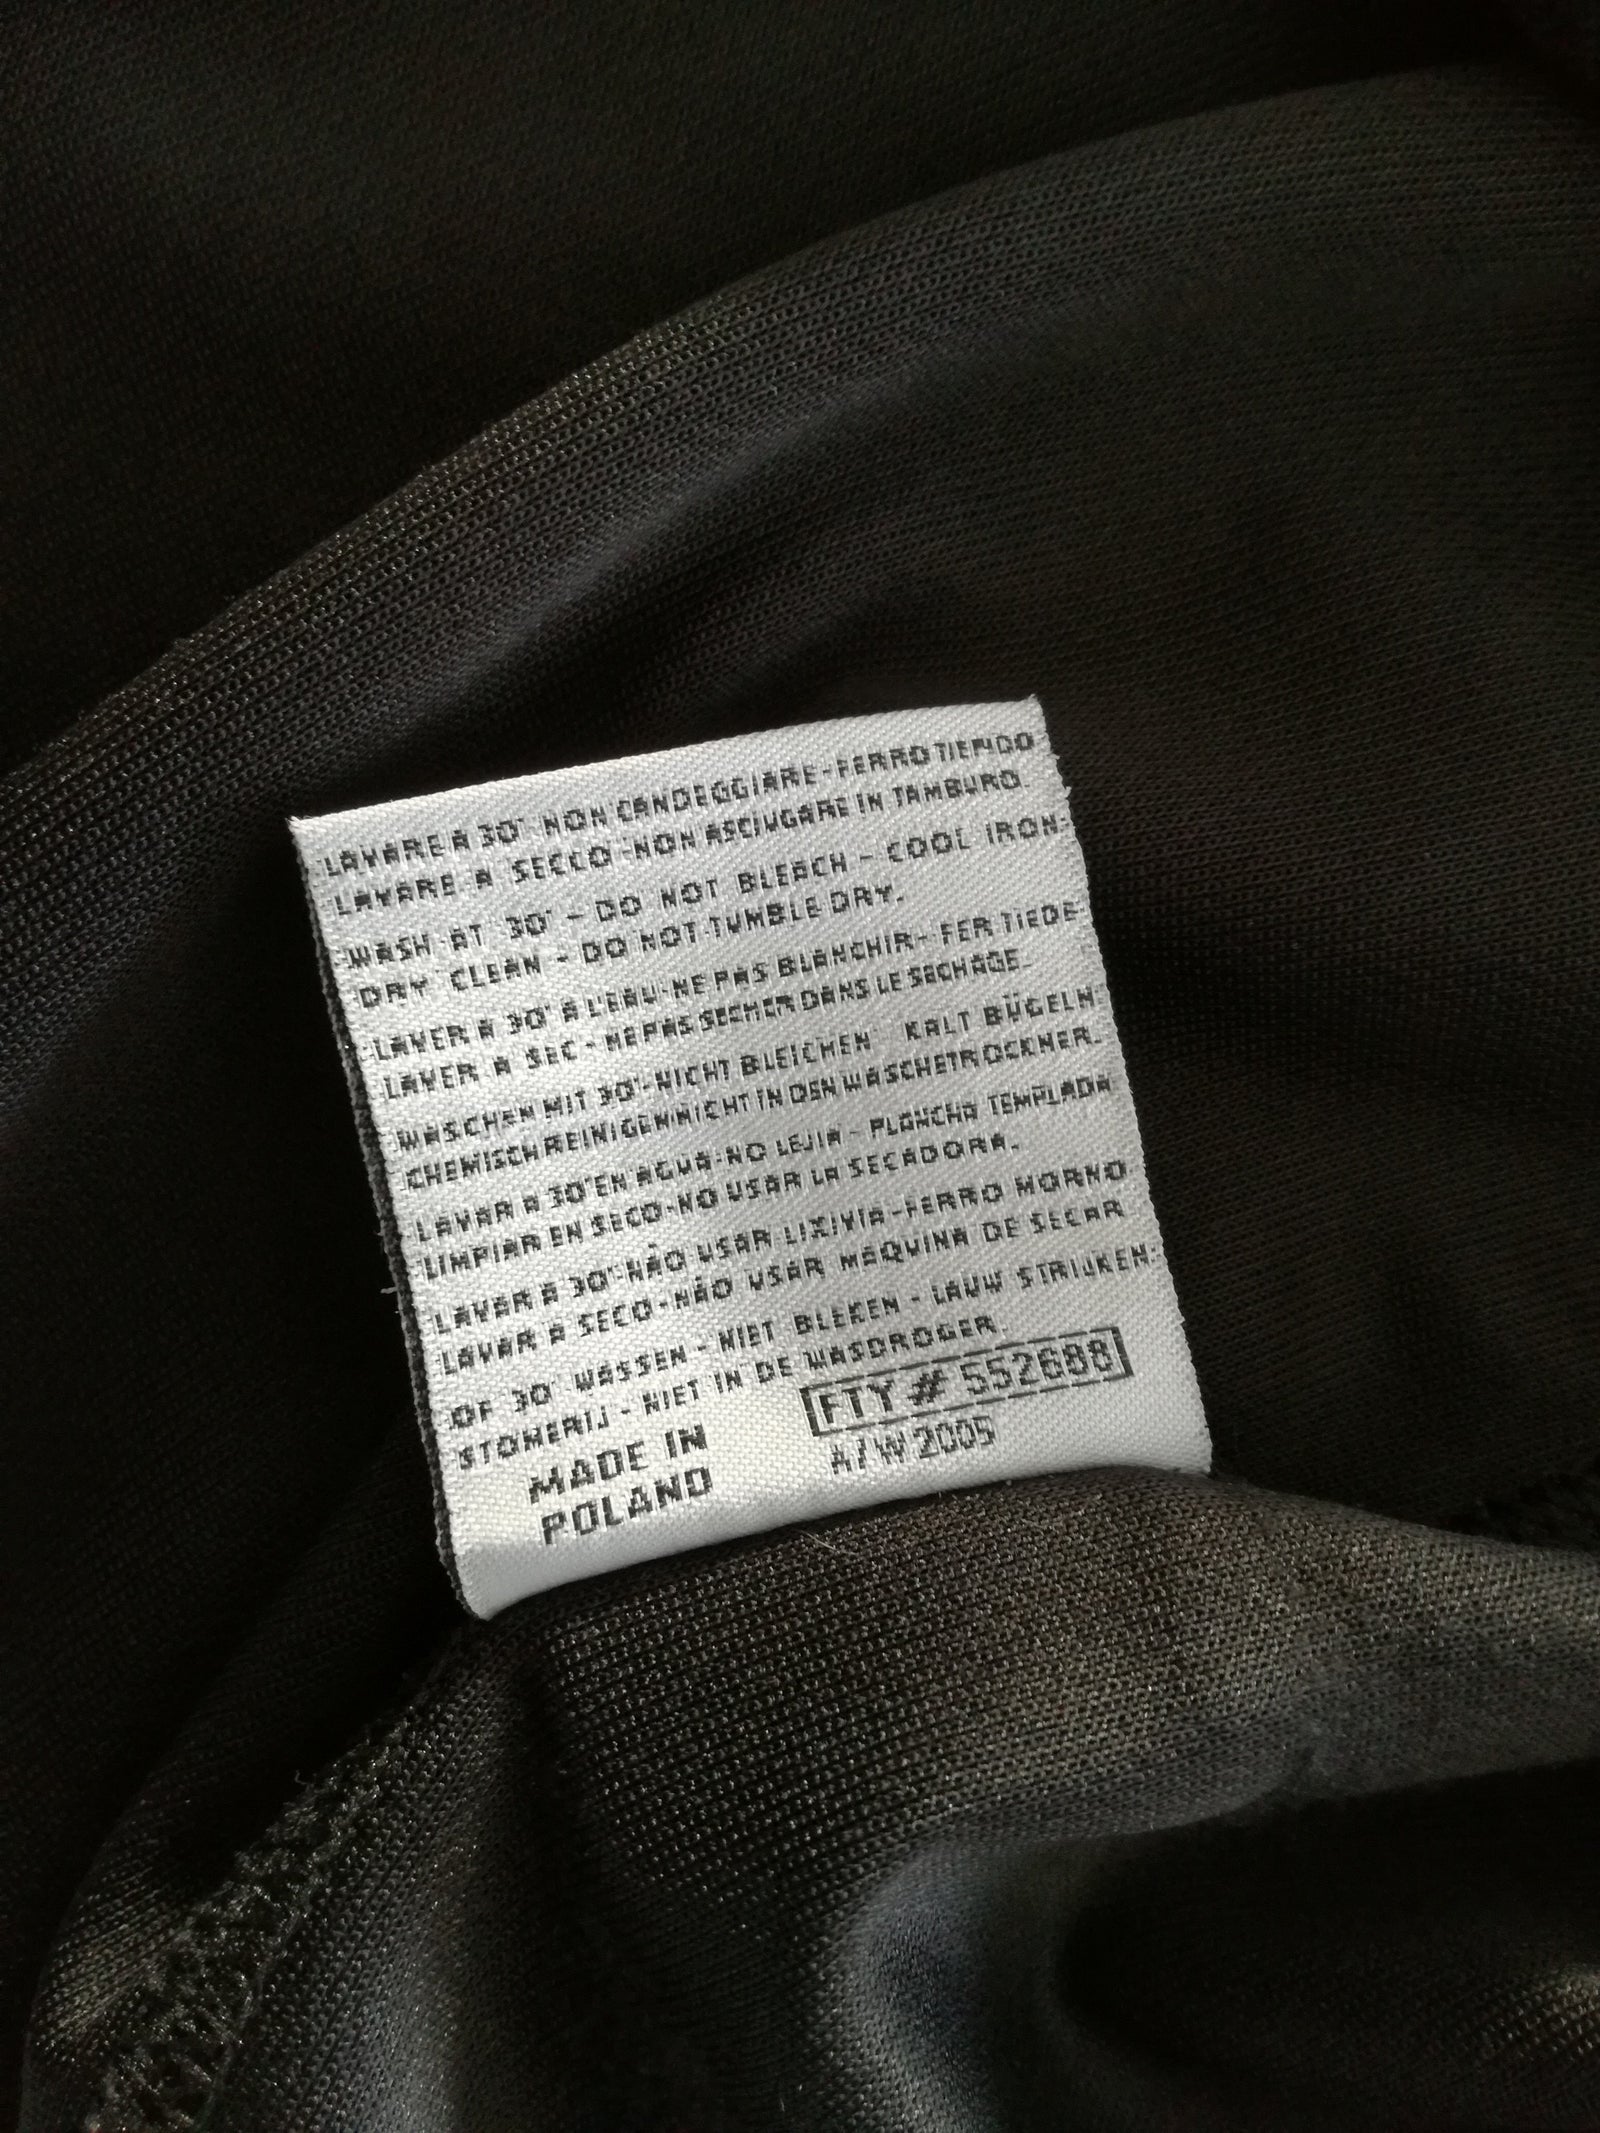 LAVARE A 30° NON CANDEGGIARE-FERRO TIEPIDO
LAVARE A SECCO-NON ASCIUGARE IN TAMBURO.
WASH AT 30° - DO NOT BLEACH - COOL IRON-
DRY CLEAN - DO NOT TUMBLE DRY.
LAVER A 30° A L'EAU-NE PAS BLANCHIR- FER TIEDE-
LAVER A SEC - NE PAS SECHER DANS LE SECHAGE.
WASCHEN MIT 30°-NICHT BLEICHEN KALT BÜGELN-
CHEMISCH REINIGEN-NICHT IN DEN WASCHETROCKNER.
LAVAR A 30° EN AGUA-NO LEJIA - PLANCHA TEMPLADA
LIMPIAR EN SECO-NO USAR LA SECADORA.
LAVAR A 30°-NÃO USAR LIXIVIA-FERRO MORNO
LAVAR A SECO-NÃO USAR MAQUINA DE SECAR
OF 30° WASSEN - NIET BLEKEN - LAUW STRIJKEN-
STOMERIJ - NIET IN DE WASDROGER.
MADE IN
POLAND
FTY # 552688
A/W 2005